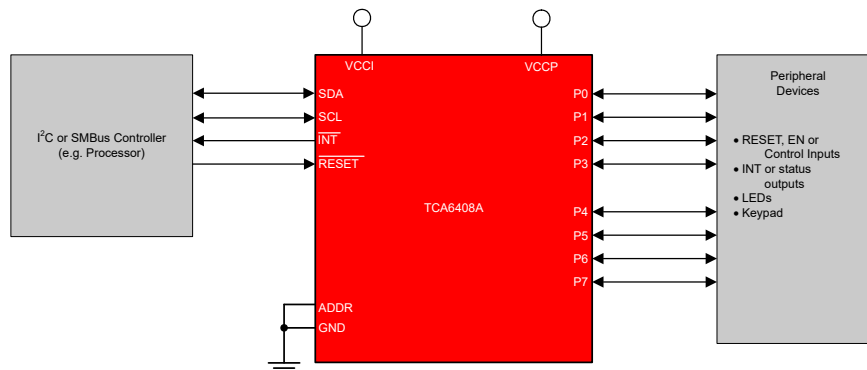 VCCI
VCCP
I²C or SMBus Controller
(e.g. Processor)
SDA
SCL
INT
RESET
TCA6408A
ADDR
GND
P0
P1
P2
P3
P4
P5
P6
P7
Peripheral
Devices
• RESET, EN or
Control Inputs
• INT or status
outputs
• LEDs
• Keypad